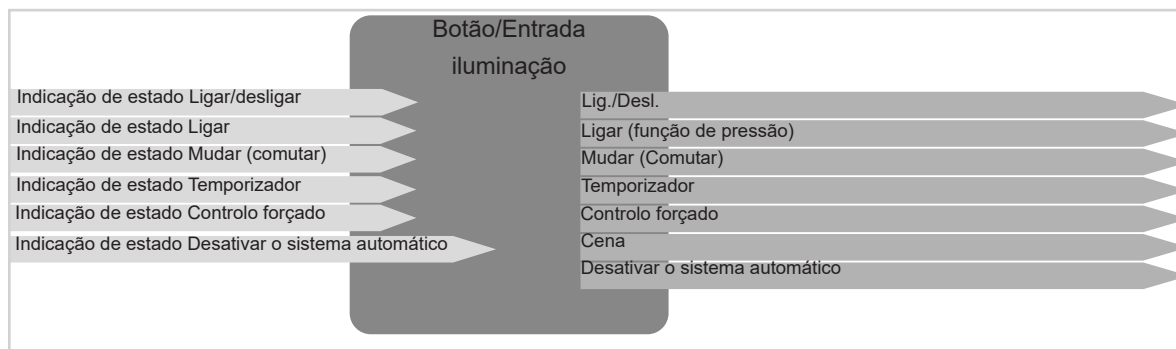 Botão/Entrada
iluminação
Indicação de estado Ligar/desligar
Indicação de estado Ligar
Indicação de estado Mudar (comutar)
Indicação de estado Temporizador
Indicação de estado Controlo forçado
Indicação de estado Desativar o sistema automático
Lig./Desl.
Ligar (função de pressão)
Mudar (Comutar)
Temporizador
Controlo forçado
Cena
Desativar o sistema automático